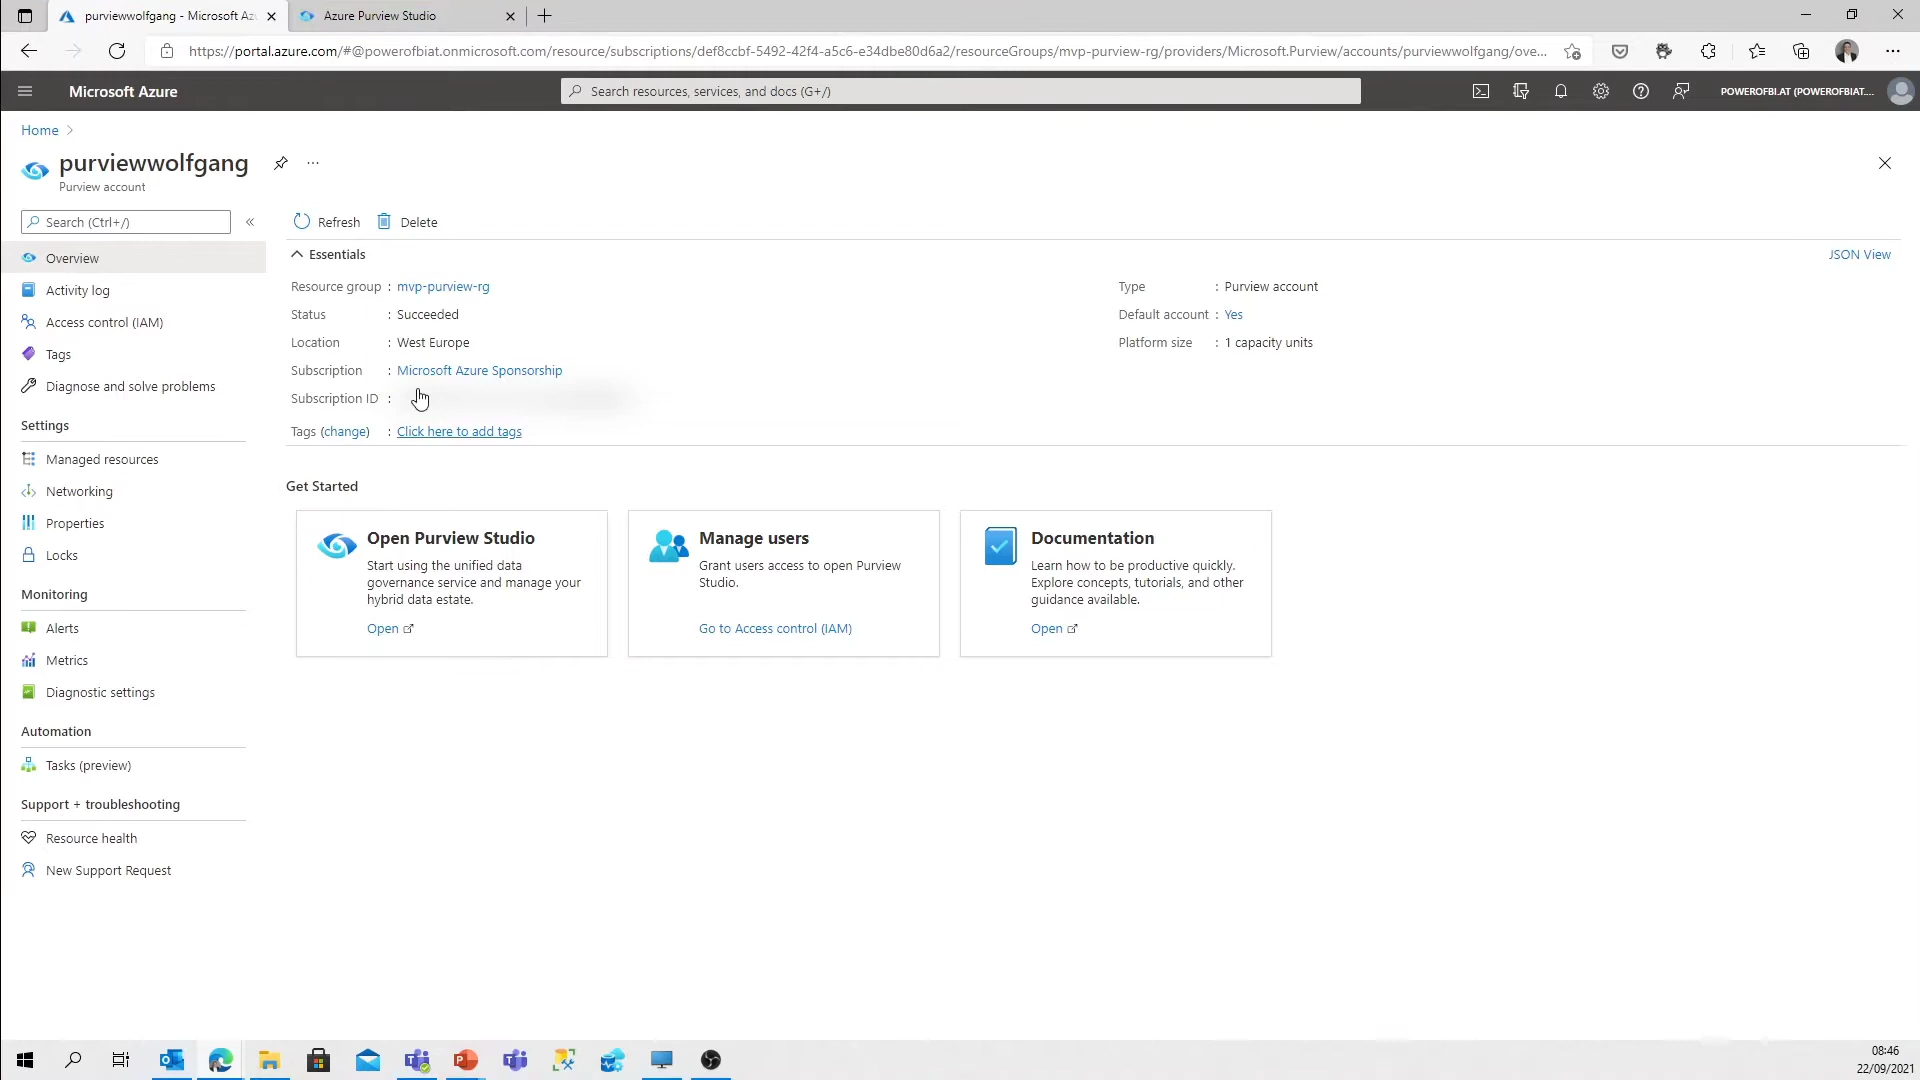 purviewwolfgang - Microsoft Az
Azure Purview Studio
https://portal.azure.com/#@powerofbiat.onmicrosoft.com/resource/subscriptions/def8ccbf-5492-42f4-a5c6-e34dbe80d6a2/resourceGroups/mvp-purview-rg/providers/Microsoft.Purview/accounts/purviewwolfgang/ove...
Microsoft Azure
Search resources, services, and docs (G+/)
POWEROFBI.AT (POWEROFBIAT....
Home
purviewwolfgang
...
Purview account
Search (Ctrl+/)
«
Overview
Activity log
Access control (IAM)
Tags
Diagnose and solve problems
Settings
Managed resources
Networking
Properties
Locks
Monitoring
Alerts
Metrics
Diagnostic settings
Automation
Tasks (preview)
Support + troubleshooting
Resource health
New Support Request
Refresh
Delete
Essentials
JSON View
Resource group : mvp-purview-rg
Status : Succeeded
Location : West Europe
Subscription : Microsoft Azure Sponsorship
Subscription ID :
Tags (change) : Click here to add tags
Type : Purview account
Default account : Yes
Platform size : 1 capacity units
Get Started
Open Purview Studio
Start using the unified data
governance service and manage your
hybrid data estate.
Open
Manage users
Grant users access to open Purview
Studio.
Go to Access control (IAM)
Documentation
Learn how to be productive quickly.
Explore concepts, tutorials, and other
guidance available.
Open
08:46
22/09/2021